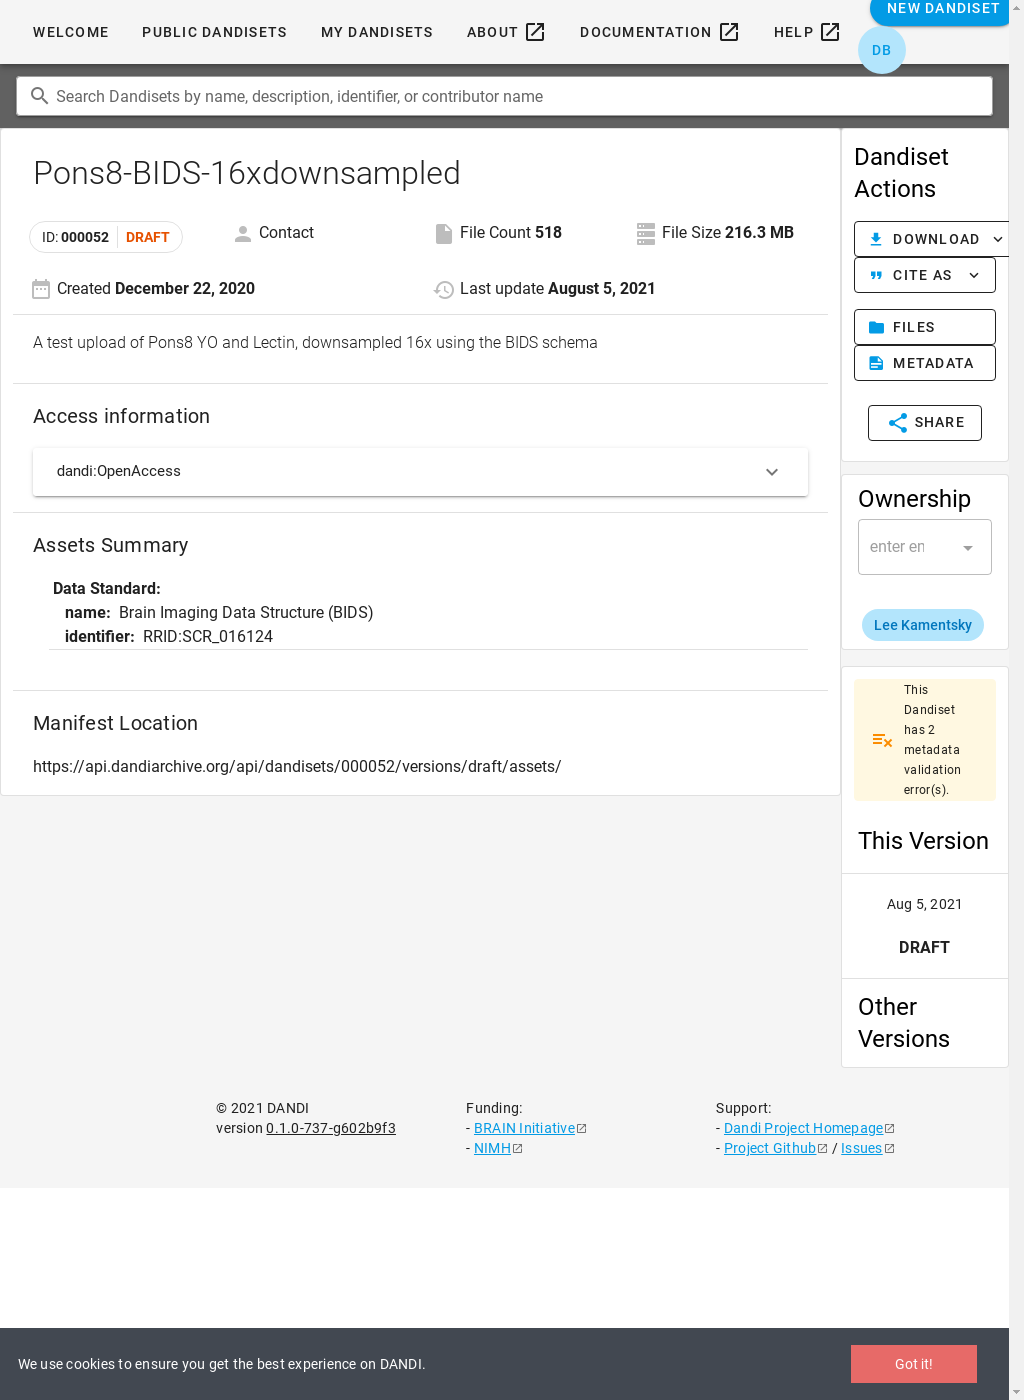 WELCOME PUBLIC DANDISETS MY DANDISETS ABOUT DOCUMENTATION HELP NEW DANDISET
DB
Search Dandisets by name, description, identifier, or contributor name
Pons8-BIDS-16xdownsampled
ID: 000052 DRAFT Contact File Count 518 File Size 216.3 MB
Created December 22, 2020 Last update August 5, 2021
A test upload of Pons8 YO and Lectin, downsampled 16x using the BIDS schema
Access information
dandi:OpenAccess
Assets Summary
Data Standard:
name: Brain Imaging Data Structure (BIDS)
identifier: RRID:SCR_016124
Manifest Location
https://api.dandiarchive.org/api/dandisets/000052/versions/draft/assets/
Dandiset
Actions
DOWNLOAD
CITE AS
FILES
METADATA
SHARE
Ownership
enter en
Lee Kamentsky
This
Dandiset
has 2
metadata
validation
error(s).
This Version
Aug 5, 2021
DRAFT
Other
Versions
© 2021 DANDI
version 0.1.0-737-g602b9f3
Funding:
- BRAIN Initiative
- NIMH
Support:
- Dandi Project Homepage
- Project Github / Issues
We use cookies to ensure you get the best experience on DANDI.
Got it!